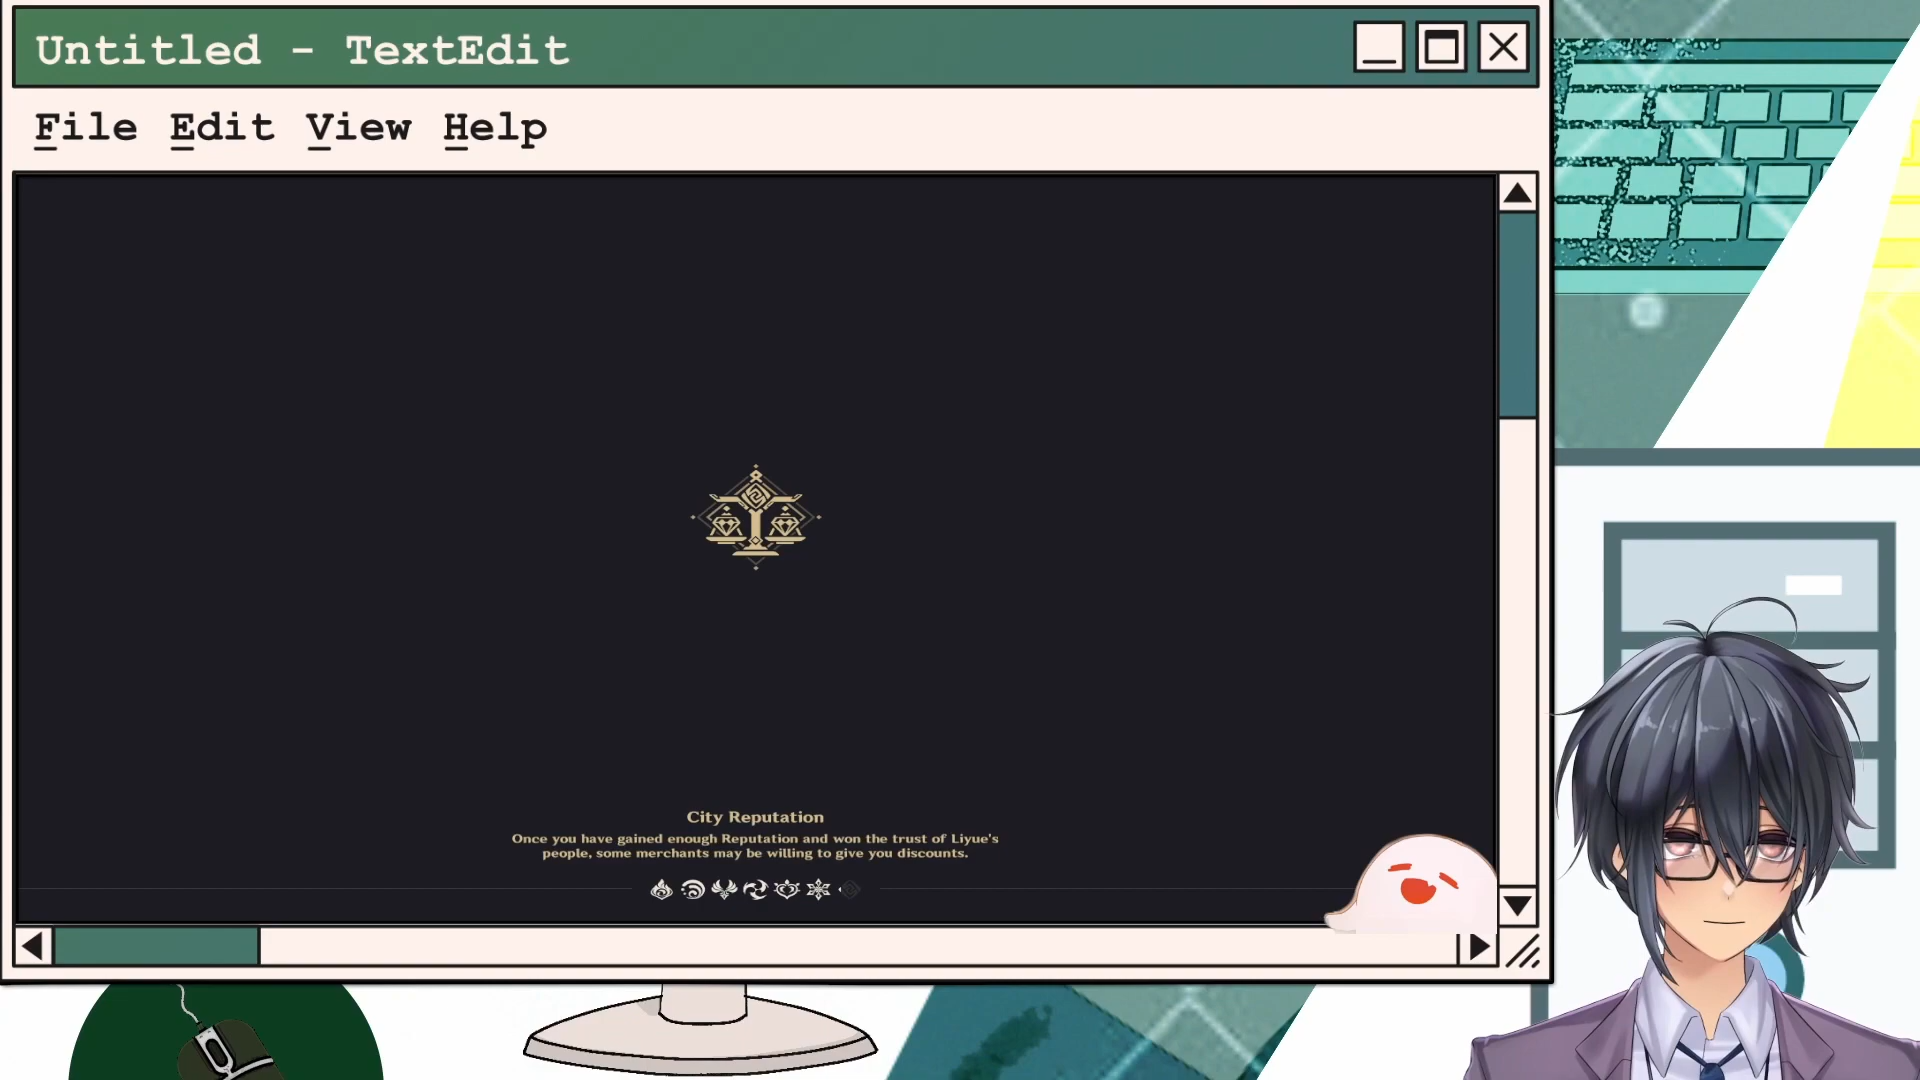 Untitled - TextEdit
File Edit View Help
City Reputation
Once you have gained enough Reputation and won the trust of Liyue's
people, some merchants may be willing to give you discounts.